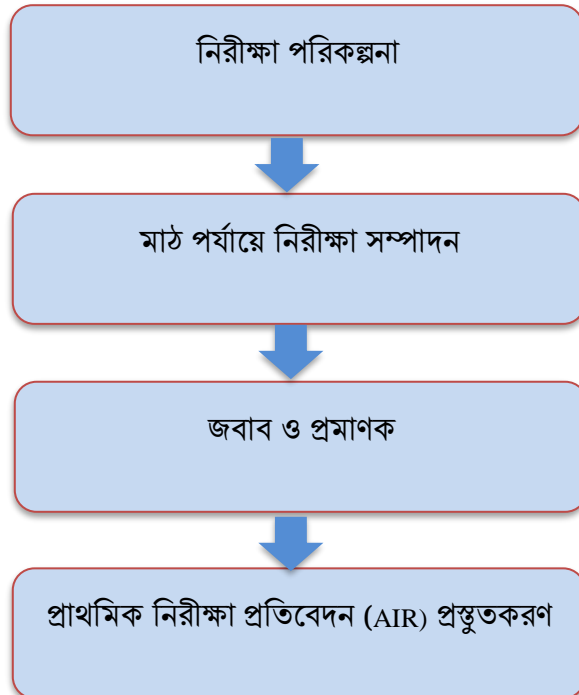 নিরীক্ষা পরিকল্পনা
মাঠ পর্যায়ে নিরীক্ষা সম্পাদন
জবাব ও প্রমাণক
প্রাথমিক নিরীক্ষা প্রতিবেদন (AIR) প্রস্তুতকরণ